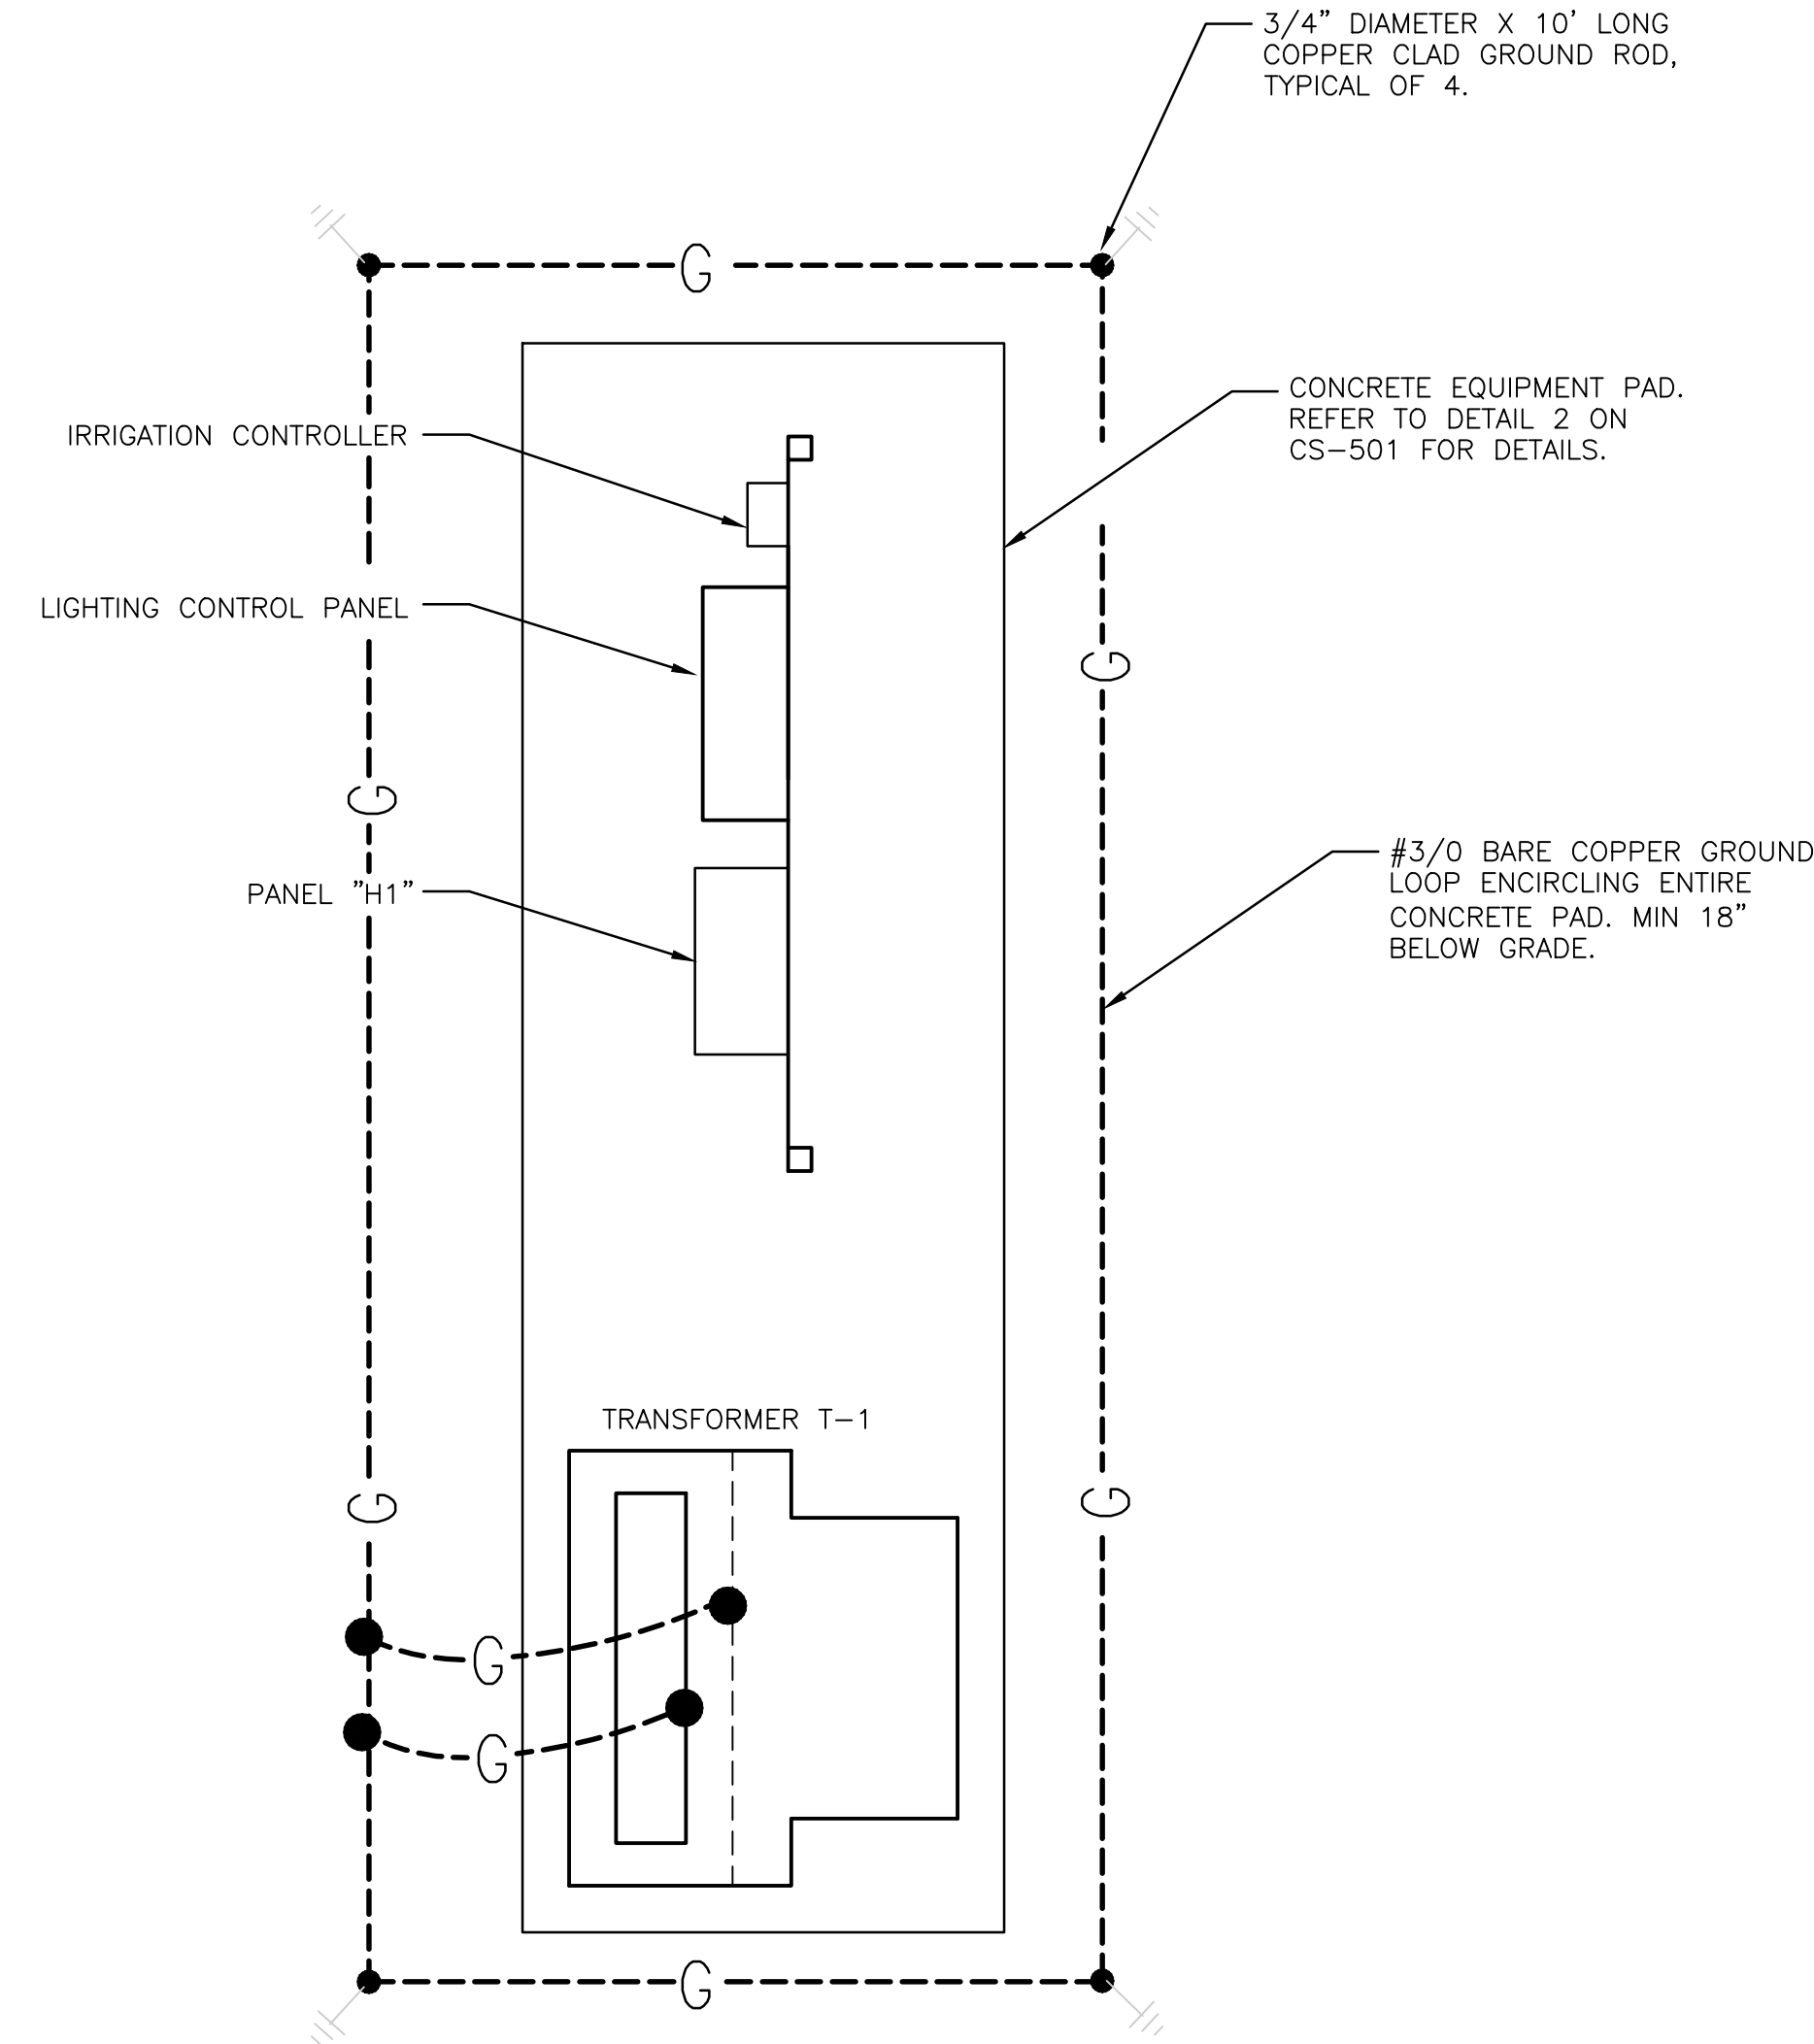 3/4" DIAMETER X 10' LONG
COPPER CLAD GROUND ROD,
TYPICAL OF 4.
G
CONCRETE EQUIPMENT PAD.
REFER TO DETAIL 2 ON
CS-501 FOR DETAILS.
IRRIGATION CONTROLLER
LIGHTING CONTROL PANEL
G
G
#3/0 BARE COPPER GROUND
LOOP ENCIRCLING ENTIRE
CONCRETE PAD. MIN 18"
BELOW GRADE.
PANEL "H1"
TRANSFORMER T-1
G
G
G
G
G